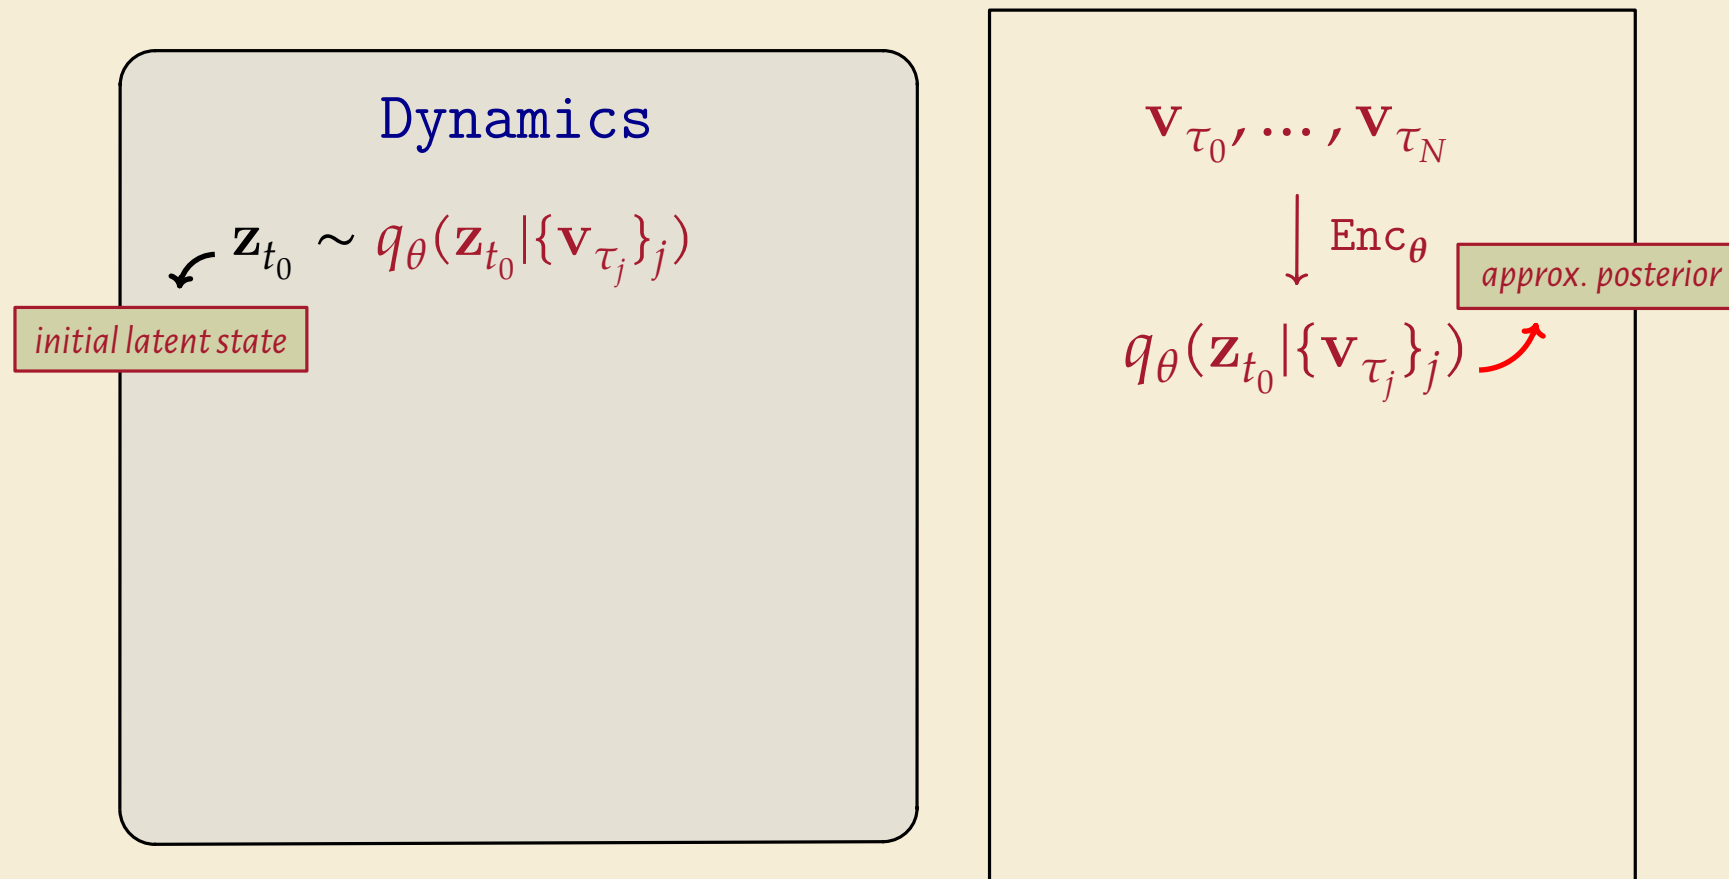 Dynamics
𝐳_{t_0} ∼ q_θ(𝐳_{t_0}|{𝐯_{τ_j}}_j)
initial latent state
𝐯_{τ_0}, … , 𝐯_{τ_N}
Enc_θ
approx. posterior
q_θ(𝐳_{t_0}|{𝐯_{τ_j}}_j)